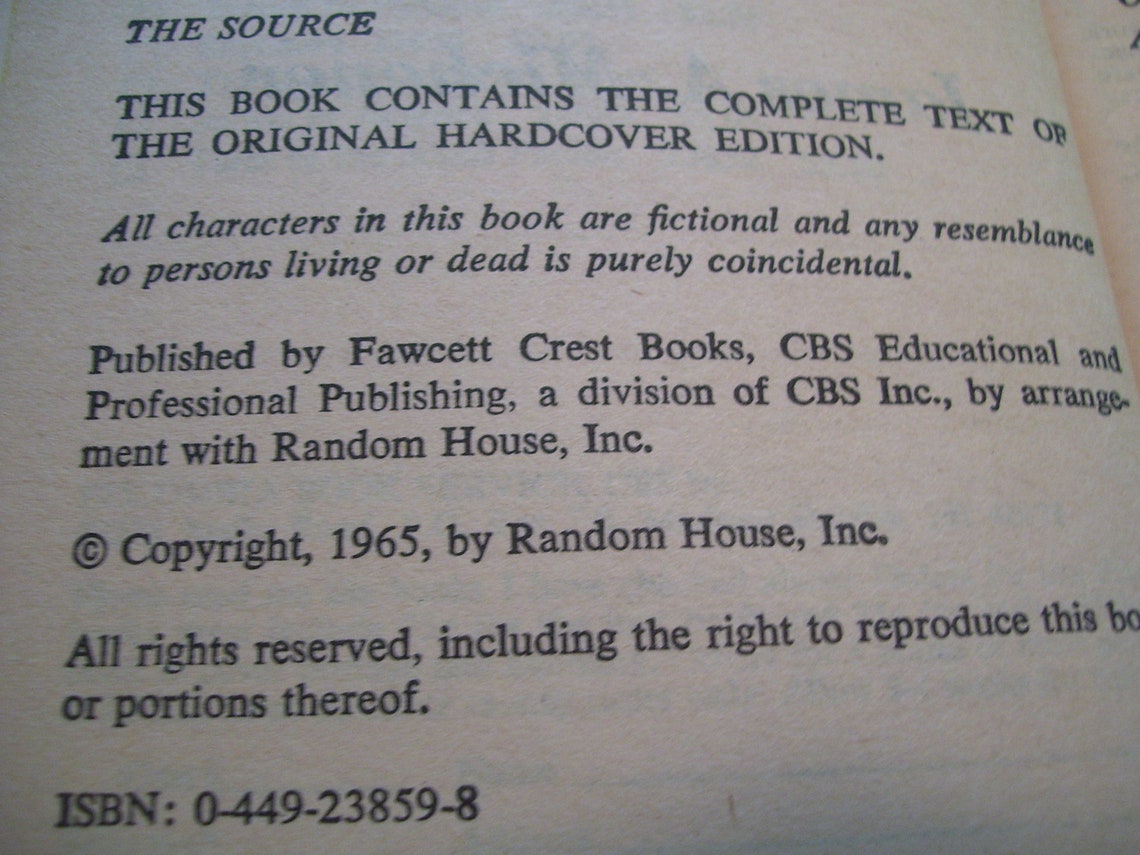 THE SOURCE
THIS BOOK CONTAINS THE COMPLETE TEXT OF
THE ORIGINAL HARDCOVER EDITION.
All characters in this book are fictional and any resemblance
to persons living or dead is purely coincidental.
Published by Fawcett Crest Books, CBS Educational and
Professional Publishing, a division of CBS Inc., by arrange-
ment with Random House, Inc.
© Copyright, 1965, by Random House, Inc.
All rights reserved, including the right to reproduce this bo
or portions thereof.
ISBN: 0-449-23859-8